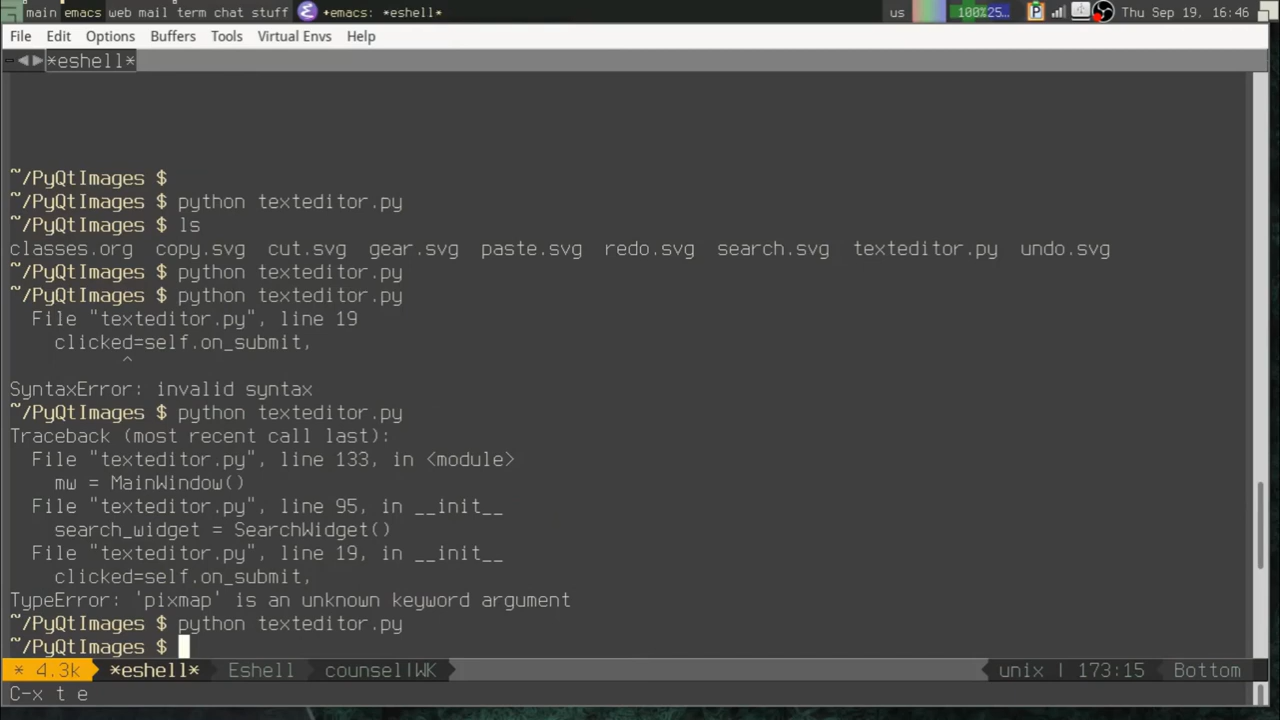 main emacs web mail term chat stuff +emacs: *eshell* us 100%25… Thu Sep 19, 16:46
File Edit Options Buffers Tools Virtual Envs Help
*eshell*
~/PyQtImages $
~/PyQtImages $ python texteditor.py
~/PyQtImages $ ls
classes.org copy.svg cut.svg gear.svg paste.svg redo.svg search.svg texteditor.py undo.svg
~/PyQtImages $ python texteditor.py
~/PyQtImages $ python texteditor.py
File "texteditor.py", line 19
clicked=self.on_submit,
^
SyntaxError: invalid syntax
~/PyQtImages $ python texteditor.py
Traceback (most recent call last):
File "texteditor.py", line 133, in <module>
mw = MainWindow()
File "texteditor.py", line 95, in __init__
search_widget = SearchWidget()
File "texteditor.py", line 19, in __init__
clicked=self.on_submit,
TypeError: 'pixmap' is an unknown keyword argument
~/PyQtImages $ python texteditor.py
~/PyQtImages $
* 4.3k *eshell* Eshell counsel|WK unix | 173:15 Bottom
C-x t e